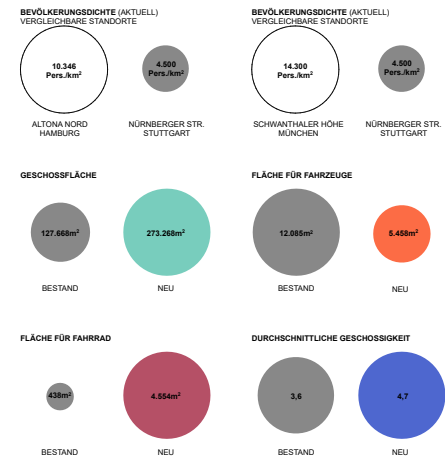 BEVÖLKERUNGSDICHTE (AKTUELL)
VERGLEICHBARE STANDORTE
10.346
Pers./km²
4.500
Pers./km²
ALTONA NORD
HAMBURG
NÜRNBERGER STR.
STUTTGART
BEVÖLKERUNGSDICHTE (AKTUELL)
VERGLEICHBARE STANDORTE
14.300
Pers./km²
4.500
Pers./km²
SCHWANTHALER HÖHE
MÜNCHEN
NÜRNBERGER STR.
STUTTGART
GESCHOSSFLÄCHE
127.668m²
273.268m²
BESTAND
NEU
FLÄCHE FÜR FAHRZEUGE
12.085m²
5.458m²
BESTAND
NEU
FLÄCHE FÜR FAHRRAD
438m²
4.554m²
BESTAND
NEU
DURCHSCHNITTLICHE GESCHOSSIGKEIT
3,6
4,7
BESTAND
NEU